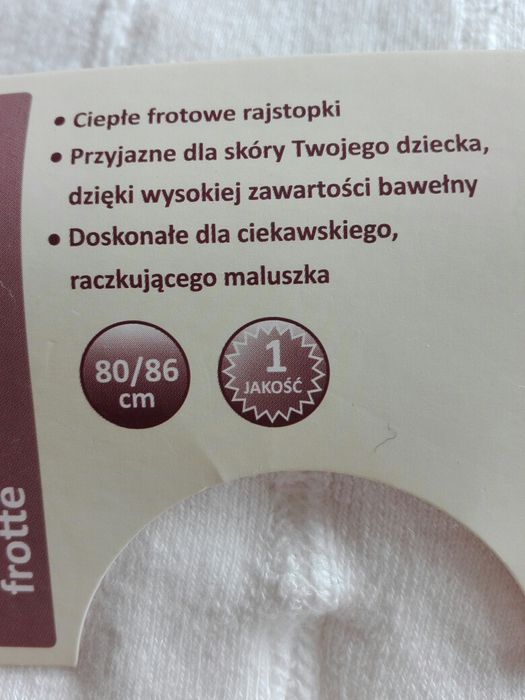 • Ciepłe frotowe rajstopki
• Przyjazne dla skóry Twojego dziecka,
dzięki wysokiej zawartości bawełny
• Doskonałe dla ciekawskiego,
raczkującego maluszka
80/86
cm
1
JAKOŚĆ
frotte